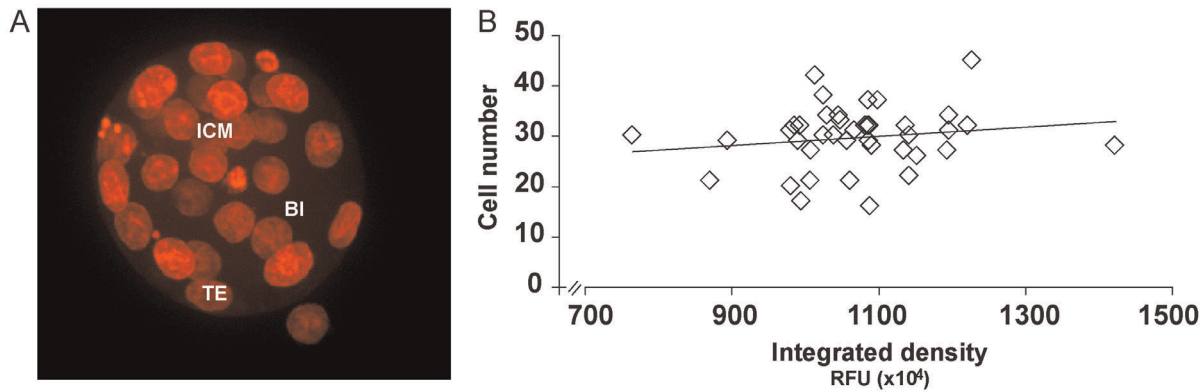 A
ICM
BI
TE
B
Cell number
50
40
30
20
10
0
700 900 1100 1300 1500
Integrated density
RFU (x10⁴)